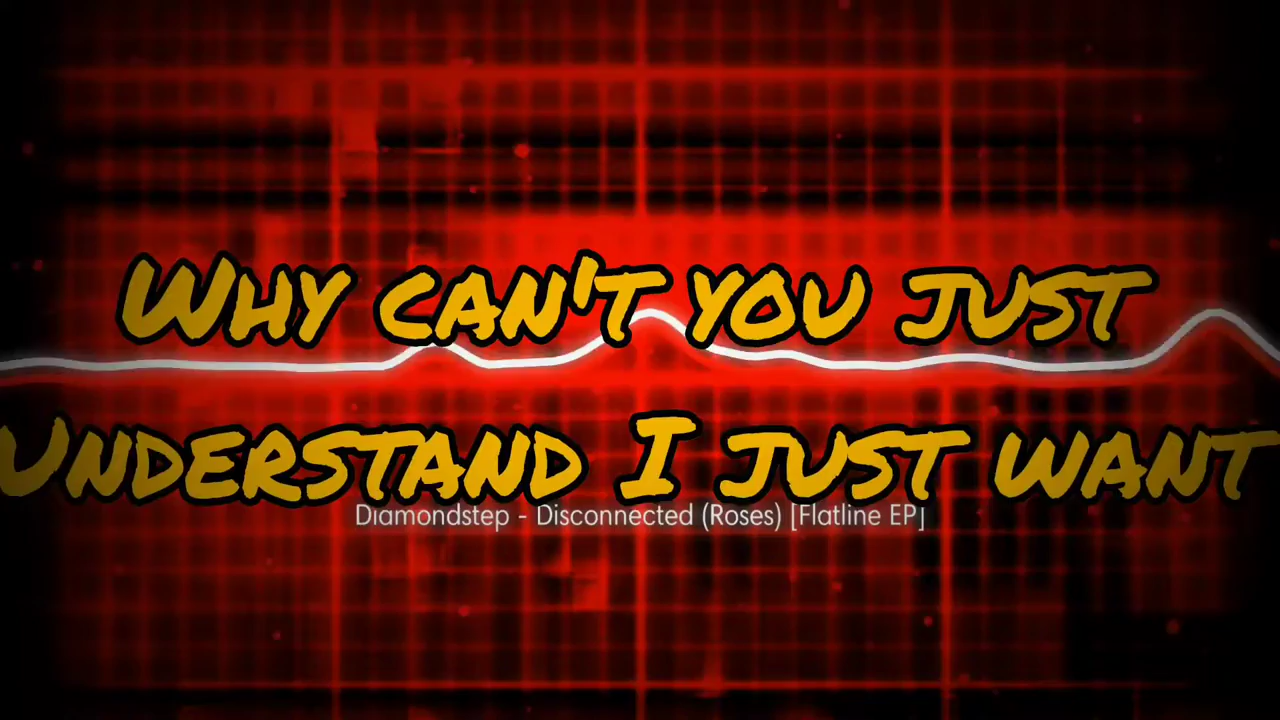 Why can't you just
Understand I just want
Diamondstep - Disconnected (Roses) [Flatline EP]